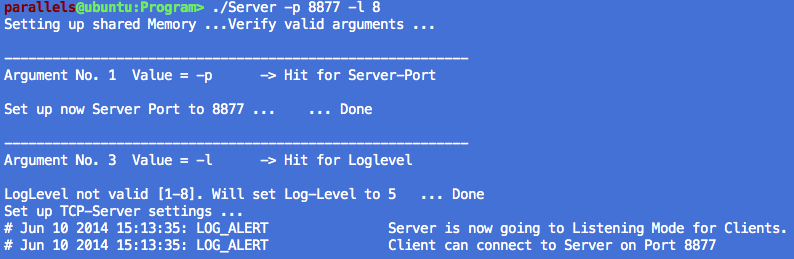 parallels@ubuntu:Program> ./Server -p 8877 -l 8
Setting up shared Memory ...Verify valid arguments ...
__________________________________________________________
Argument No. 1  Value = -p      -> Hit for Server-Port
Set up now Server Port to 8877 ...    ... Done
__________________________________________________________
Argument No. 3  Value = -l      -> Hit for Loglevel
LogLevel not valid [1-8]. Will set Log-Level to 5   ... Done
Set up TCP-Server settings ...
# Jun 10 2014 15:13:35: LOG_ALERT               Server is now going to Listening Mode for Clients.
# Jun 10 2014 15:13:35: LOG_ALERT               Client can connect to Server on Port 8877